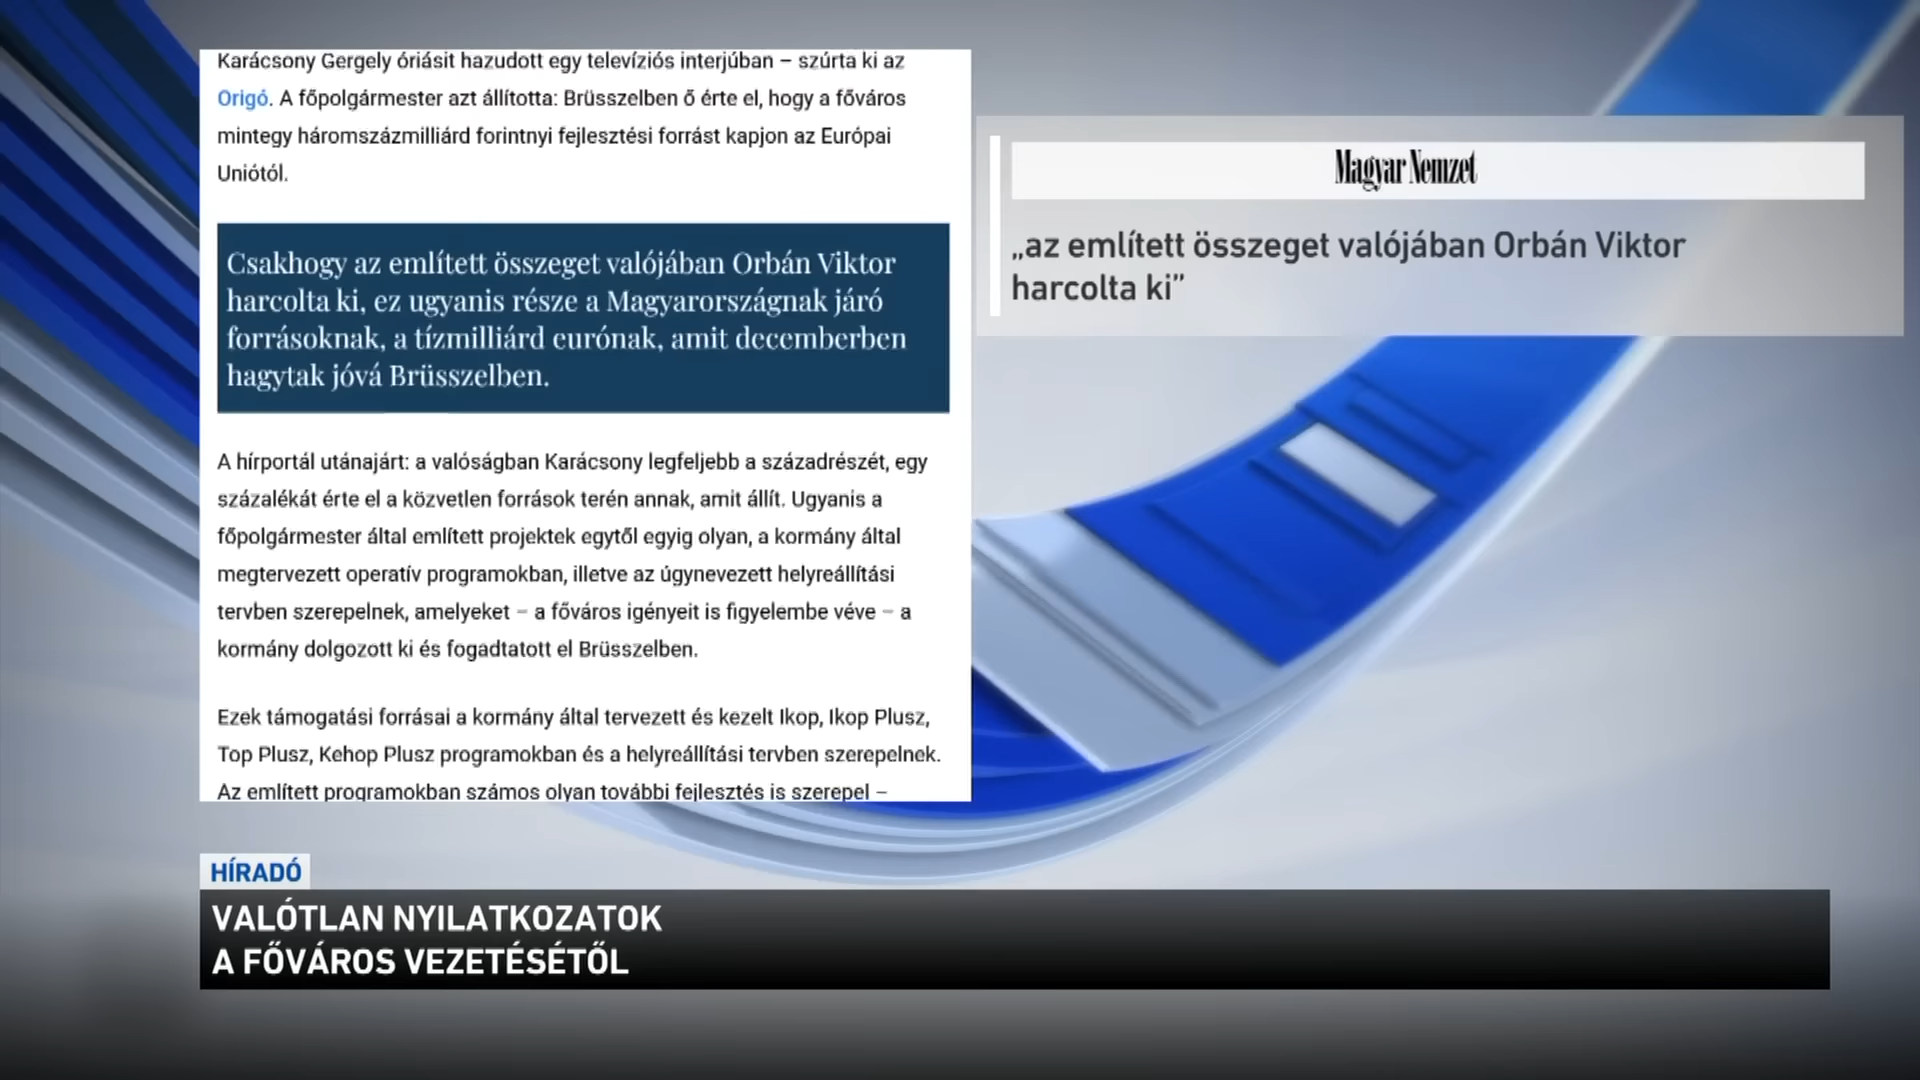 Karácsony Gergely óriásit hazudott egy televíziós interjúban – szúrta ki az
Origó. A főpolgármester azt állította: Brüsszelben ő érte el, hogy a főváros
mintegy háromszázmilliárd forintnyi fejlesztési forrást kapjon az Európai
Uniótól.
Csakhogy az említett összeget valójában Orbán Viktor
harcolta ki, ez ugyanis része a Magyarországnak járó
forrásoknak, a tízmilliárd eurónak, amit decemberben
hagytak jóvá Brüsszelben.
A hírportál utánajárt: a valóságban Karácsony legfeljebb a századrészét, egy
százalékát érte el a közvetlen források terén annak, amit állít. Ugyanis a
főpolgármester által említett projektek egytől egyig olyan, a kormány által
megtervezett operatív programokban, illetve az úgynevezett helyreállítási
tervben szerepelnek, amelyeket – a főváros igényeit is figyelembe véve – a
kormány dolgozott ki és fogadtatott el Brüsszelben.
Ezek támogatási forrásai a kormány által tervezett és kezelt Ikop, Ikop Plusz,
Top Plusz, Kehop Plusz programokban és a helyreállítási tervben szerepelnek.
Az említett programokban számos olyan további fejlesztés is szerepel –
Magyar Nemzet
„az említett összeget valójában Orbán Viktor
harcolta ki”
HÍRADÓ
VALÓTLAN NYILATKOZATOK
A FŐVÁROS VEZETÉSÉTŐL